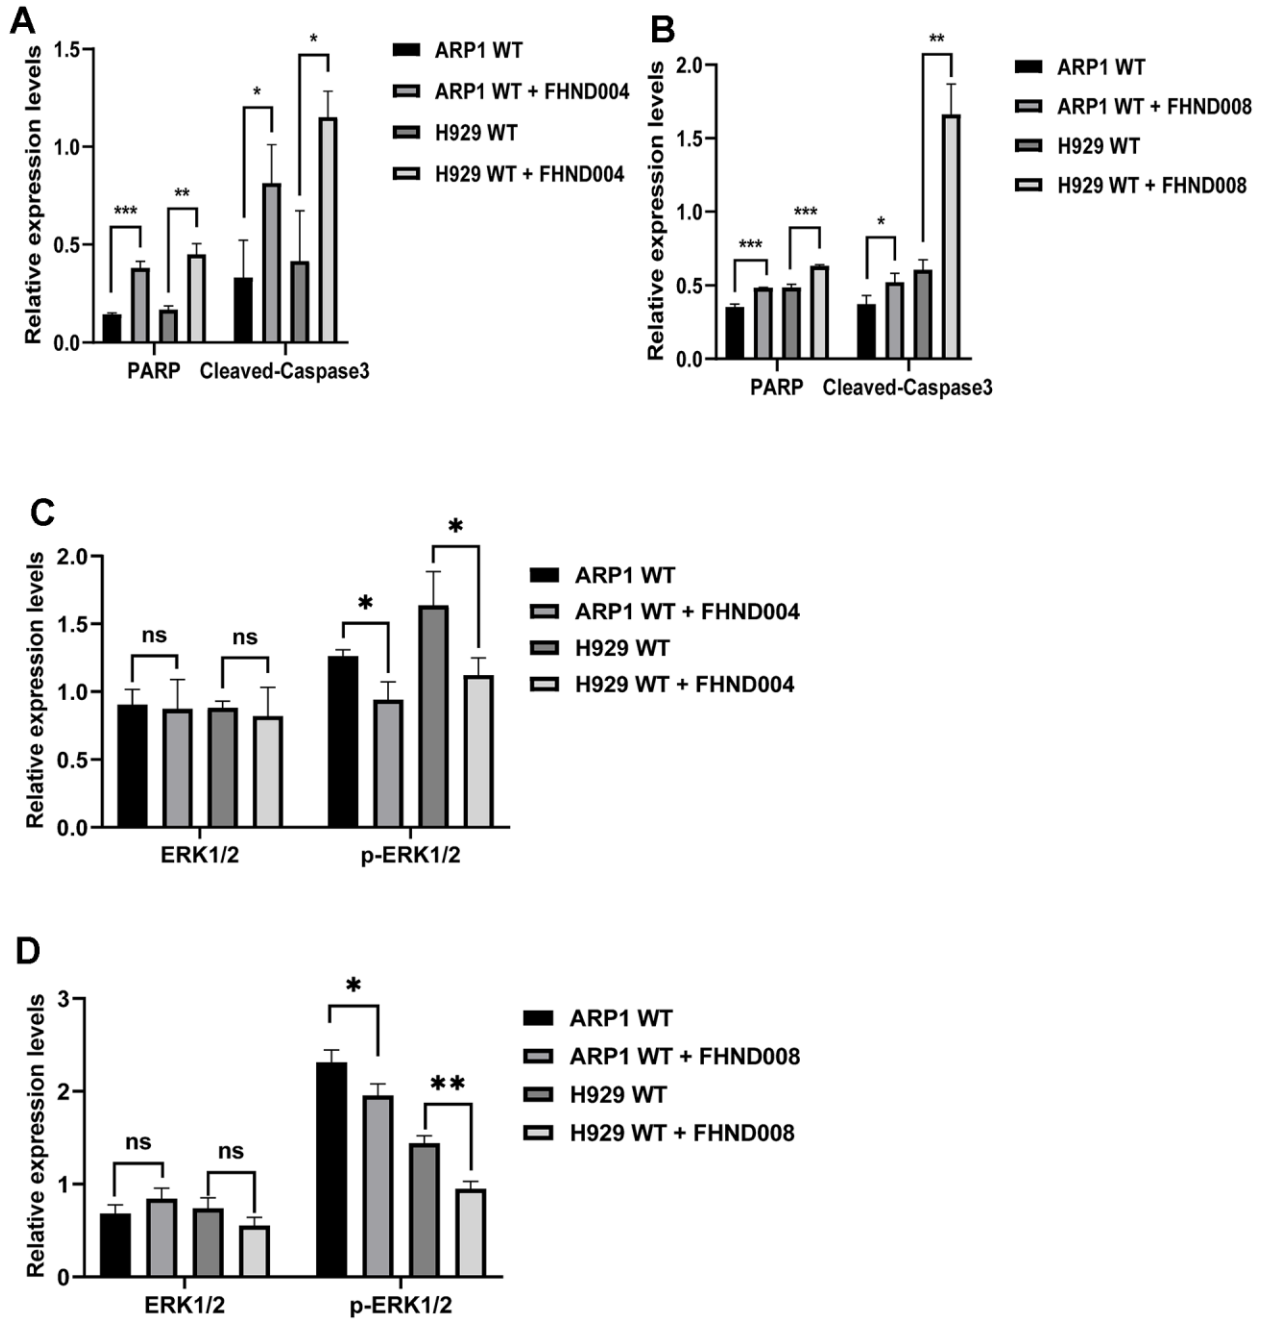 A
Relative expression levels
1.5
1.0
0.5
0.0
***
**
*
*
PARP
Cleaved-Caspase3
ARP1 WT
ARP1 WT + FHND004
H929 WT
H929 WT + FHND004
B
Relative expression levels
2.0
1.5
1.0
0.5
0.0
***
***
*
**
PARP
Cleaved-Caspase3
ARP1 WT
ARP1 WT + FHND008
H929 WT
H929 WT + FHND008
C
Relative expression levels
2.0
1.5
1.0
0.5
0.0
ns
ns
*
*
ERK1/2
p-ERK1/2
ARP1 WT
ARP1 WT + FHND004
H929 WT
H929 WT + FHND004
D
Relative expression levels
3
2
1
0
ns
ns
*
**
ERK1/2
p-ERK1/2
ARP1 WT
ARP1 WT + FHND008
H929 WT
H929 WT + FHND008